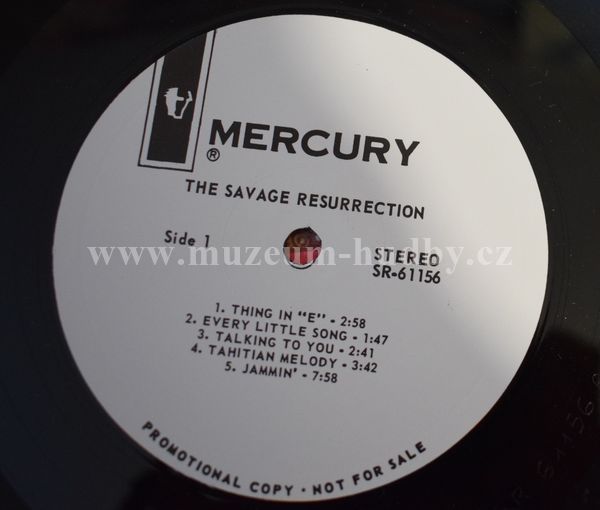 MERCURY
®
THE SAVAGE RESURRECTION
Side 1
STEREO
SR-61156
www.muzeum-hudby.cz
1. THING IN "E" - 2:58
2. EVERY LITTLE SONG - 1:47
3. TALKING TO YOU - 2:41
4. TAHITIAN MELODY - 3:42
5. JAMMIN' - 7:58
PROMOTIONAL COPY • NOT FOR SALE